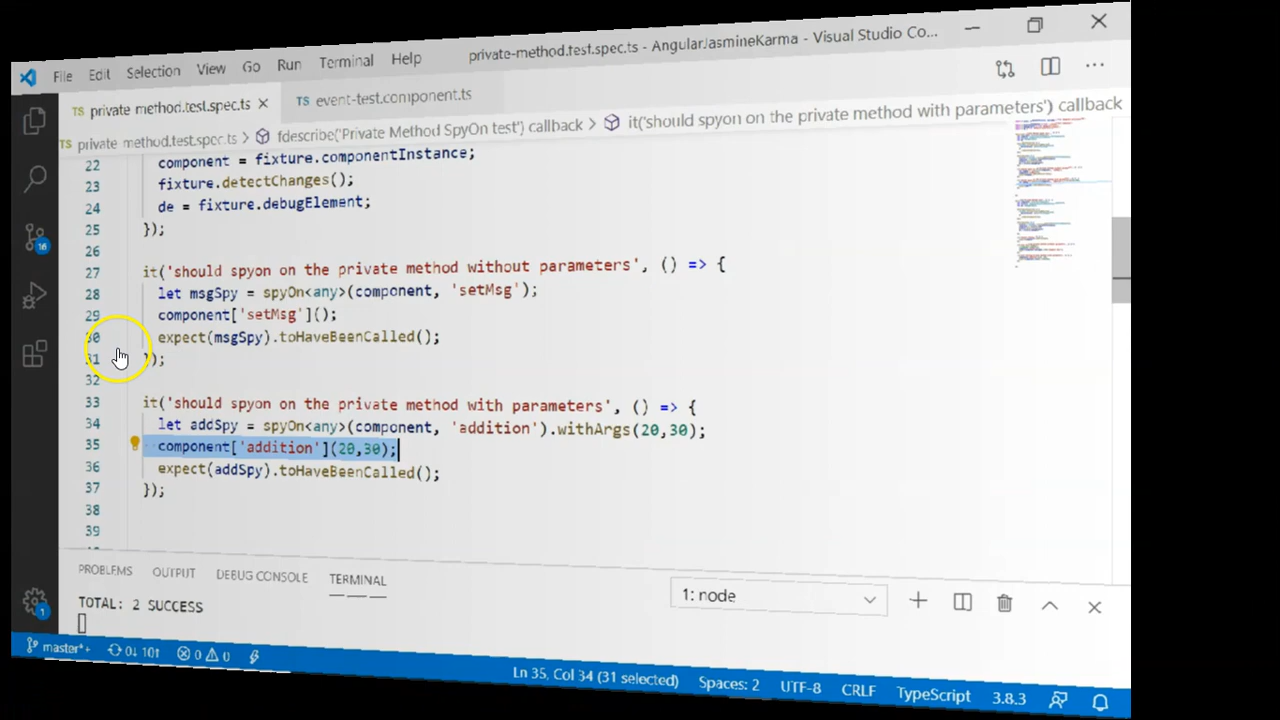 File Edit Selection View Go Run Terminal Help private-method.test.spec.ts - AngularJasmineKarma - Visual Studio Co...
TS private method.test.spec.ts TS event-test.component.ts
TS private method.test.spec.ts > fdescribe('Private Method SpyOn test') callback > it('should spyon on the private method with parameters') callback
22 component = fixture.componentInstance;
23 fixture.detectChanges();
24 de = fixture.debugElement;
25 });
26
27 it('should spyon on the private method without parameters', () => {
28 let msgSpy = spyOn<any>(component, 'setMsg');
29 component['setMsg']();
30 expect(msgSpy).toHaveBeenCalled();
31 });
32
33 it('should spyon on the private method with parameters', () => {
34 let addSpy = spyOn<any>(component, 'addition').withArgs(20,30);
35 component['addition'](20,30);
36 expect(addSpy).toHaveBeenCalled();
37 });
38
39
16
PROBLEMS OUTPUT DEBUG CONSOLE TERMINAL 1: node
TOTAL: 2 SUCCESS
1
master*+ 0↓ 10↑ 0 0 Ln 35, Col 34 (31 selected) Spaces: 2 UTF-8 CRLF TypeScript 3.8.3